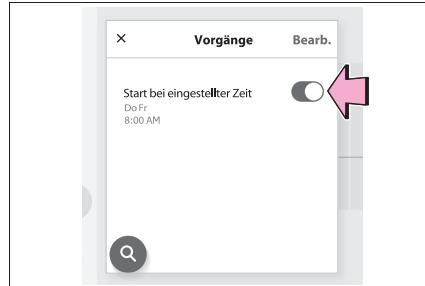 Vorgänge Bearb.
Start bei eingestellter Zeit
Do Fr
8:00 AM